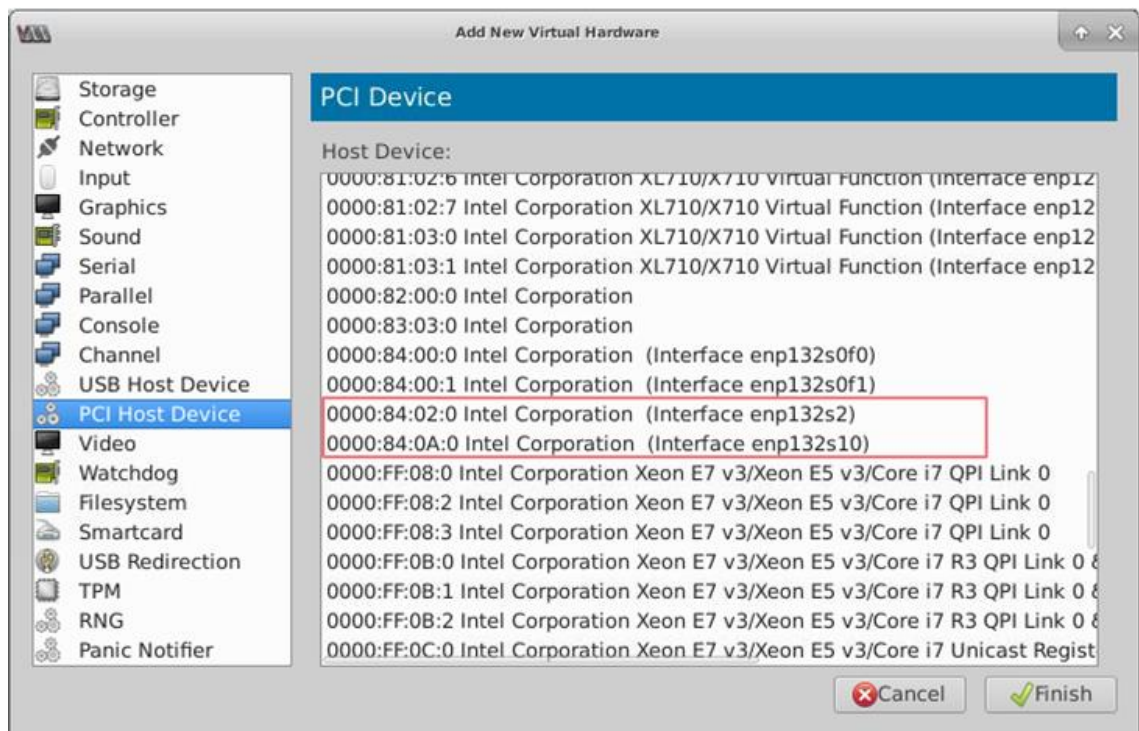 Add New Virtual Hardware
Storage
Controller
Network
Input
Graphics
Sound
Serial
Parallel
Console
Channel
USB Host Device
PCI Host Device
Video
Watchdog
Filesystem
Smartcard
USB Redirection
TPM
RNG
Panic Notifier
PCI Device
Host Device:
0000:81:02:6 Intel Corporation XL710/X710 Virtual Function (Interface enp12
0000:81:02:7 Intel Corporation XL710/X710 Virtual Function (Interface enp12
0000:81:03:0 Intel Corporation XL710/X710 Virtual Function (Interface enp12
0000:81:03:1 Intel Corporation XL710/X710 Virtual Function (Interface enp12
0000:82:00:0 Intel Corporation
0000:83:03:0 Intel Corporation
0000:84:00:0 Intel Corporation (Interface enp132s0f0)
0000:84:00:1 Intel Corporation (Interface enp132s0f1)
0000:84:02:0 Intel Corporation (Interface enp132s2)
0000:84:0A:0 Intel Corporation (Interface enp132s10)
0000:FF:08:0 Intel Corporation Xeon E7 v3/Xeon E5 v3/Core i7 QPI Link 0
0000:FF:08:2 Intel Corporation Xeon E7 v3/Xeon E5 v3/Core i7 QPI Link 0
0000:FF:08:3 Intel Corporation Xeon E7 v3/Xeon E5 v3/Core i7 QPI Link 0
0000:FF:0B:0 Intel Corporation Xeon E7 v3/Xeon E5 v3/Core i7 R3 QPI Link 0 &
0000:FF:0B:1 Intel Corporation Xeon E7 v3/Xeon E5 v3/Core i7 R3 QPI Link 0 &
0000:FF:0B:2 Intel Corporation Xeon E7 v3/Xeon E5 v3/Core i7 R3 QPI Link 0 &
0000:FF:0C:0 Intel Corporation Xeon E7 v3/Xeon E5 v3/Core i7 Unicast Regist
Cancel
Finish